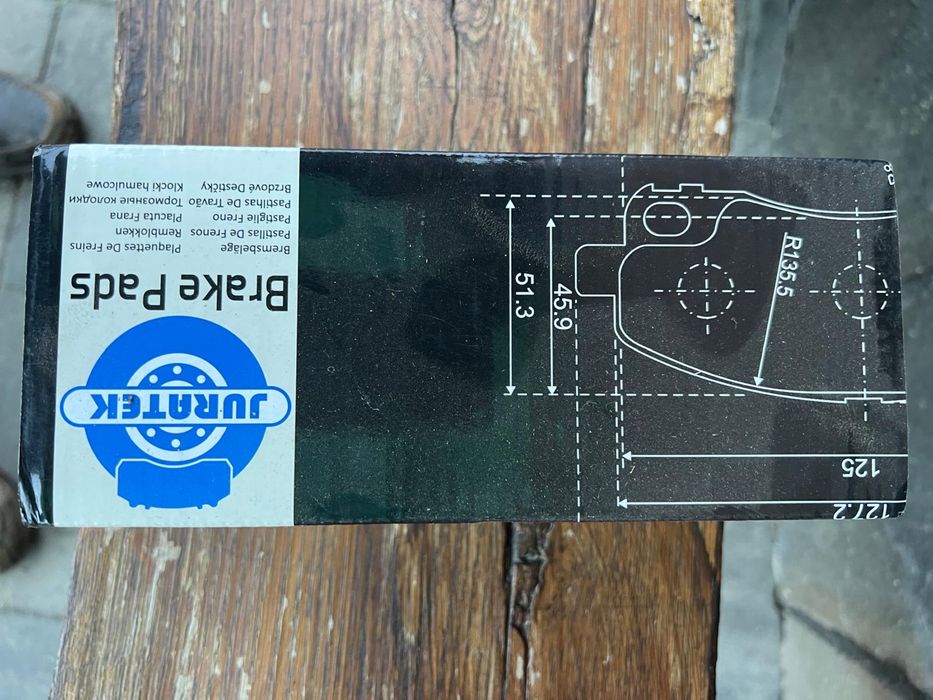 JURATEK
Brake Pads
Bremsbeläge Plaquettes De Freins
Pastillas De Frenos Remblokken
Pastiglie Freno Placuta Frana
Pastilhas De Travão Тормозные колодки
Brzdové Destičky Klocki hamulcowe
127.2
125
R135.5
45.9
51.3